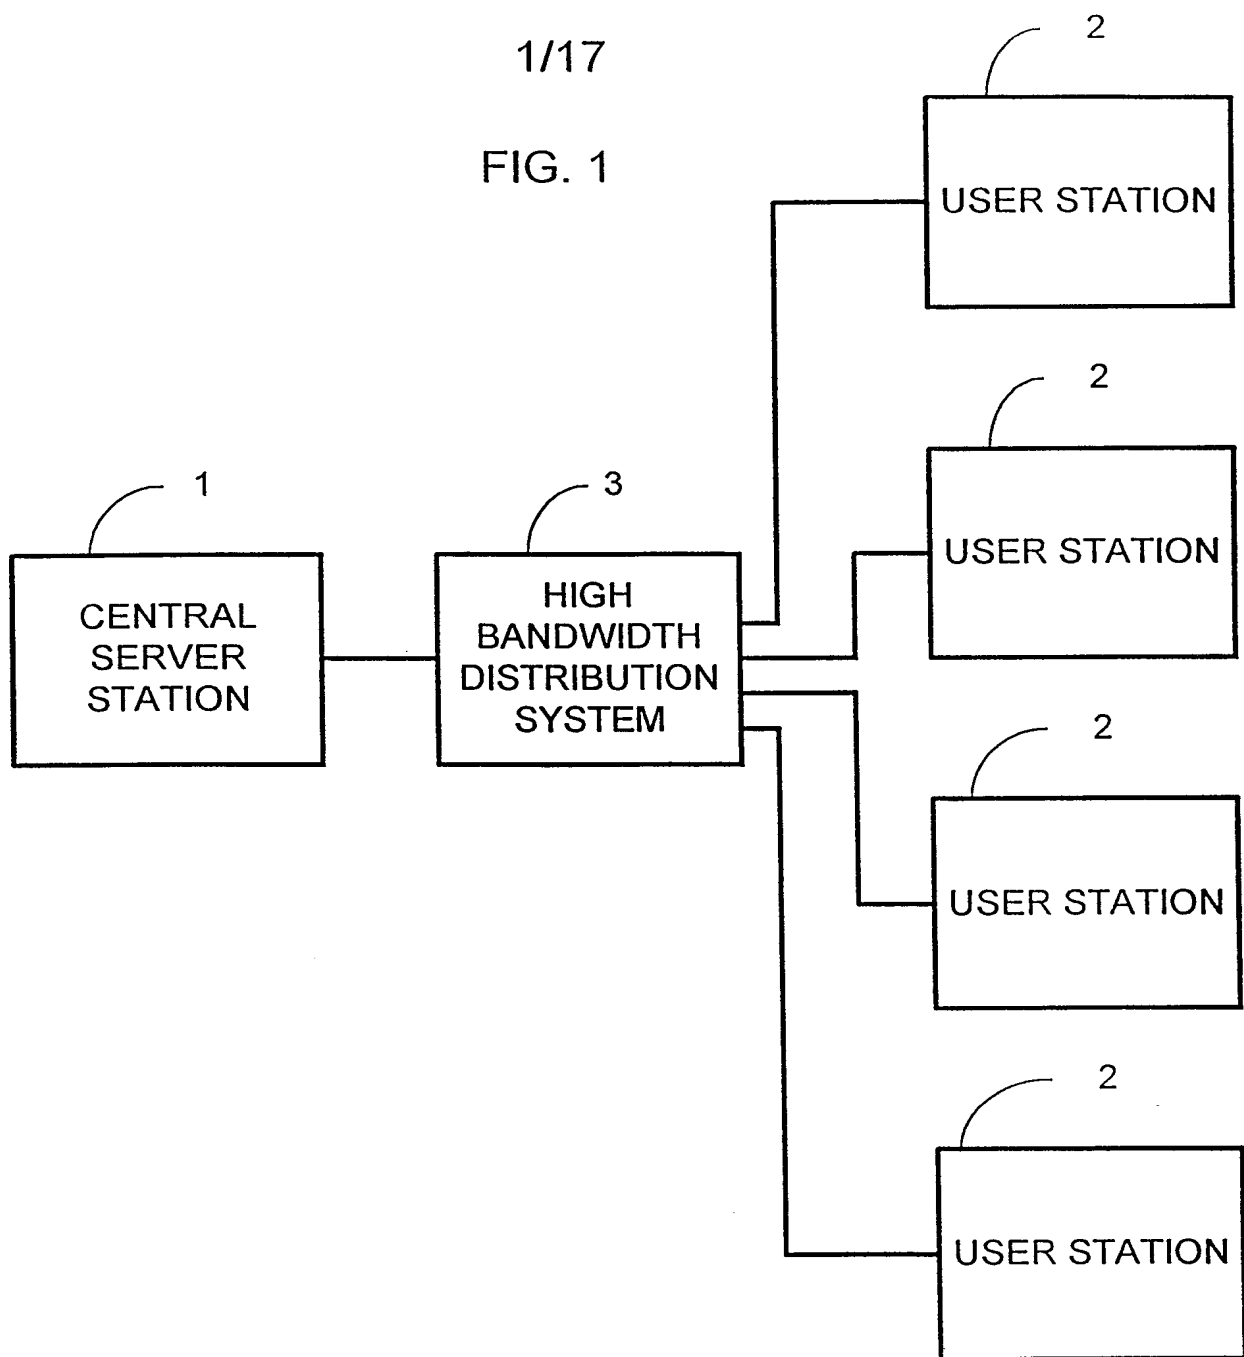 1/17
FIG. 1
2
USER STATION
2
USER STATION
1
CENTRAL
SERVER
STATION
3
HIGH
BANDWIDTH
DISTRIBUTION
SYSTEM
2
USER STATION
2
USER STATION